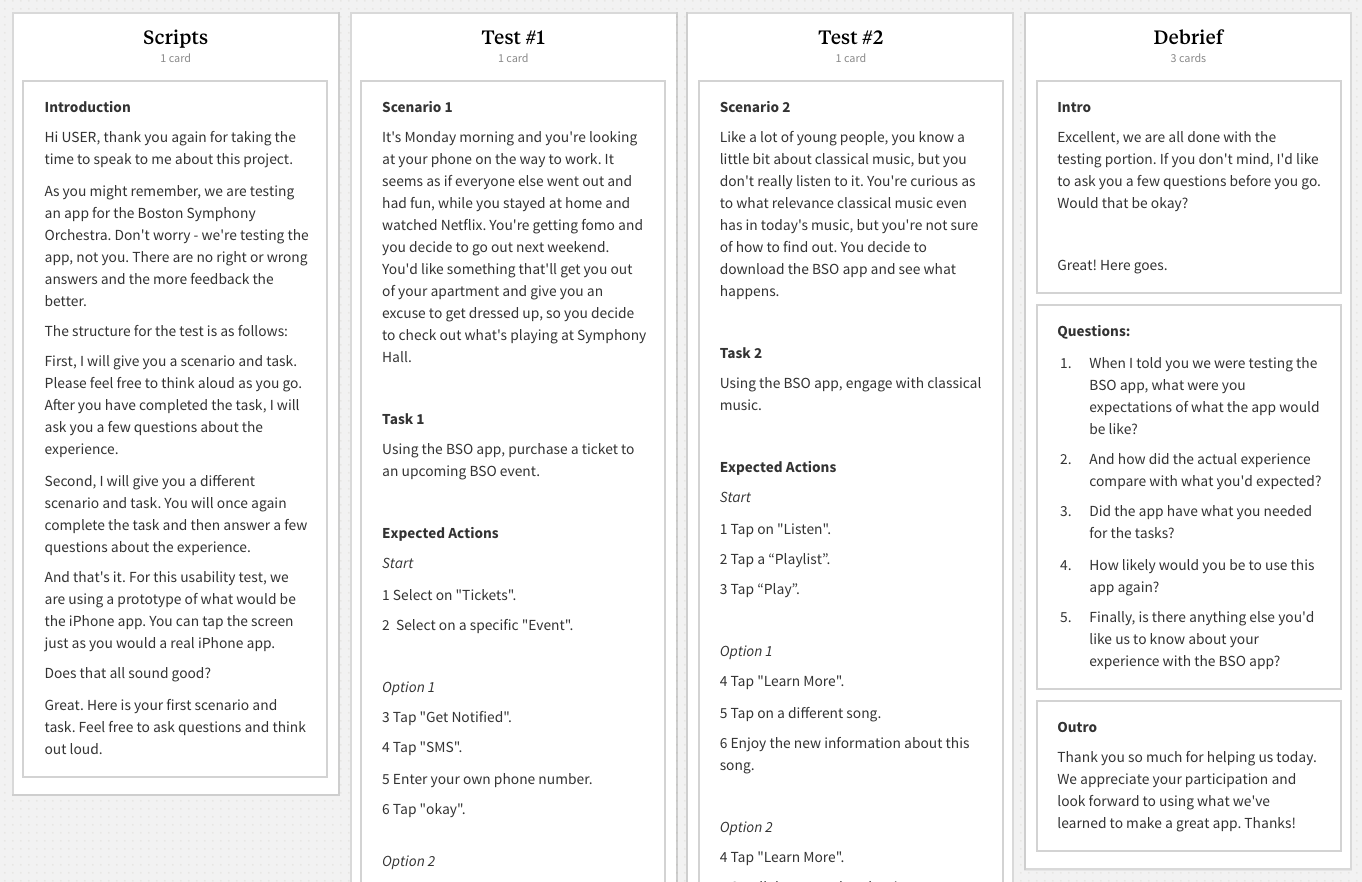 Scripts
1 card
Introduction
Hi USER, thank you again for taking the
time to speak to me about this project.
As you might remember, we are testing
an app for the Boston Symphony
Orchestra. Don't worry - we're testing the
app, not you. There are no right or wrong
answers and the more feedback the
better.
The structure for the test is as follows:
First, I will give you a scenario and task.
Please feel free to think aloud as you go.
After you have completed the task, I will
ask you a few questions about the
experience.
Second, I will give you a different
scenario and task. You will once again
complete the task and then answer a few
questions about the experience.
And that's it. For this usability test, we
are using a prototype of what would be
the iPhone app. You can tap the screen
just as you would a real iPhone app.
Does that all sound good?
Great. Here is your first scenario and
task. Feel free to ask questions and think
out loud.
Test #1
1 card
Scenario 1
It's Monday morning and you're looking
at your phone on the way to work. It
seems as if everyone else went out and
had fun, while you stayed at home and
watched Netflix. You're getting fomo and
you decide to go out next weekend.
You'd like something that'll get you out
of your apartment and give you an
excuse to get dressed up, so you decide
to check out what's playing at Symphony
Hall.
Task 1
Using the BSO app, purchase a ticket to
an upcoming BSO event.
Expected Actions
Start
1 Select on "Tickets".
2  Select on a specific "Event".
Option 1
3 Tap "Get Notified".
4 Tap "SMS".
5 Enter your own phone number.
6 Tap "okay".
Option 2
Test #2
1 card
Scenario 2
Like a lot of young people, you know a
little bit about classical music, but you
don't really listen to it. You're curious as
to what relevance classical music even
has in today's music, but you're not sure
of how to find out. You decide to
download the BSO app and see what
happens.
Task 2
Using the BSO app, engage with classical
music.
Expected Actions
Start
1 Tap on "Listen".
2 Tap a “Playlist”.
3 Tap “Play”.
Option 1
4 Tap "Learn More".
5 Tap on a different song.
6 Enjoy the new information about this
song.
Option 2
4 Tap "Learn More".
Debrief
3 cards
Intro
Excellent, we are all done with the
testing portion. If you don't mind, I'd like
to ask you a few questions before you go.
Would that be okay?
Great! Here goes.
Questions:
1. When I told you we were testing the
BSO app, what were you
expectations of what the app would
be like?
2. And how did the actual experience
compare with what you'd expected?
3. Did the app have what you needed
for the tasks?
4. How likely would you be to use this
app again?
5. Finally, is there anything else you'd
like us to know about your
experience with the BSO app?
Outro
Thank you so much for helping us today.
We appreciate your participation and
look forward to using what we've
learned to make a great app. Thanks!